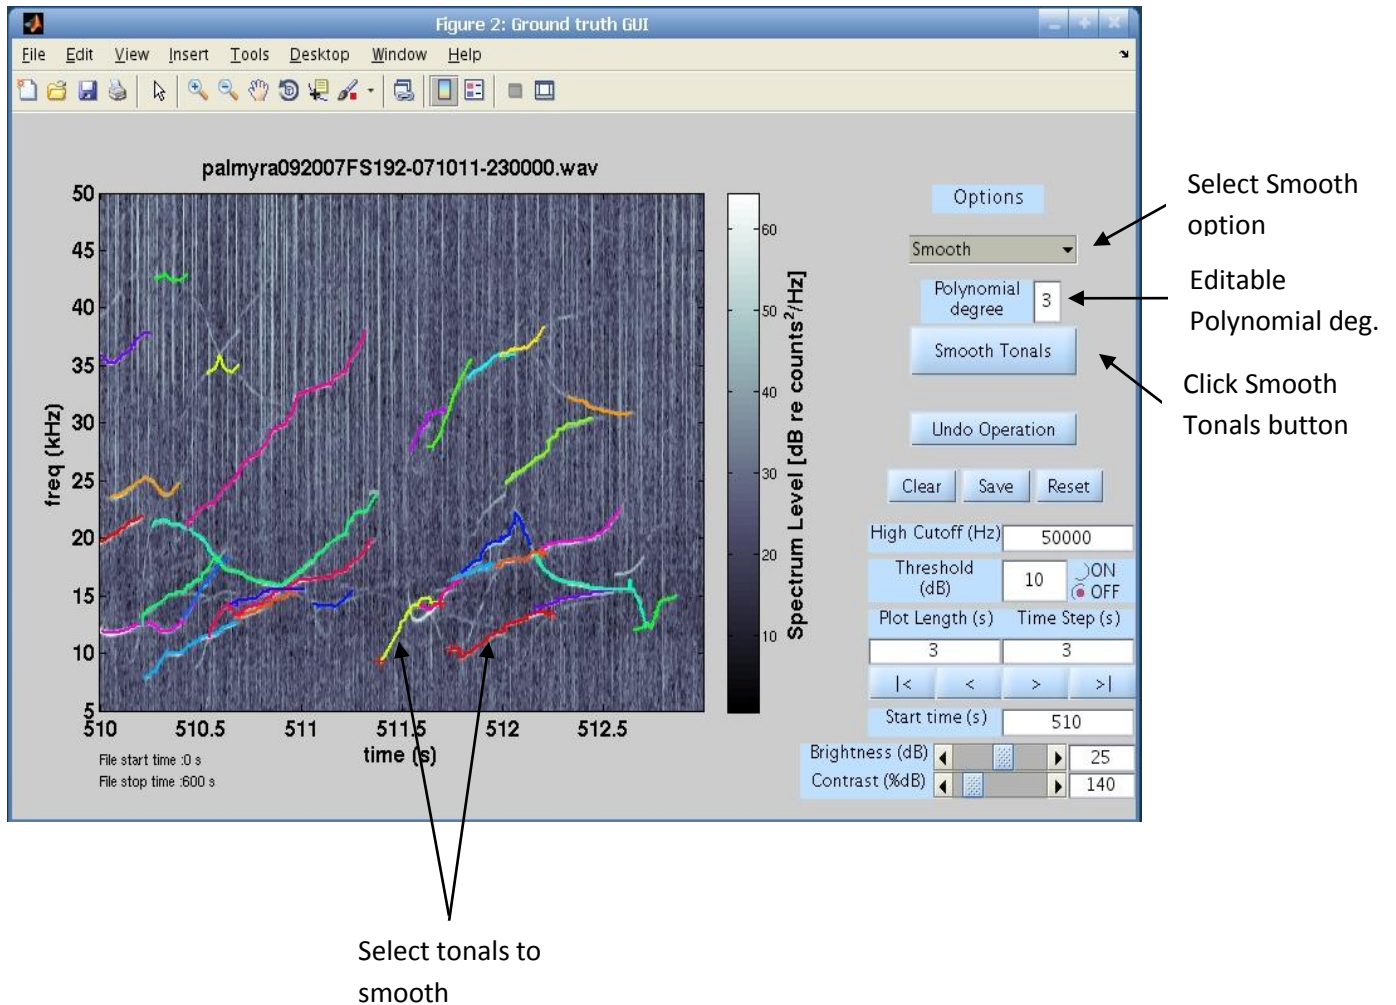 Figure 2: Ground truth GUI
File Edit View Insert Tools Desktop Window Help
palmyra092007FS192-071011-230000.wav
50
45
40
35
30
25
20
15
10
5
freq (kHz)
510 510.5 511 511.5 512 512.5
time (s)
File start time :0 s
File stop time :600 s
60
50
40
30
20
10
Spectrum Level [dB re counts²/Hz]
Options
Smooth
Polynomial
degree
3
Smooth Tonals
Undo Operation
Clear Save Reset
High Cutoff (Hz) 50000
Threshold
(dB)
10
ON
OFF
Plot Length (s) Time Step (s)
3 3
|< < > >|
Start time (s) 510
Brightness (dB) 25
Contrast (%dB) 140
Select Smooth
option
Editable
Polynomial deg.
Click Smooth
Tonals button
Select tonals to
smooth